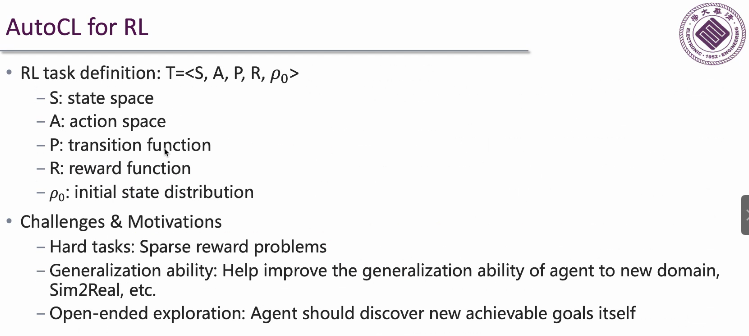 AutoCL for RL
• RL task definition: T=<S, A, P, R, ρ₀>
– S: state space
– A: action space
– P: transition function
– R: reward function
– ρ₀: initial state distribution
• Challenges & Motivations
– Hard tasks: Sparse reward problems
– Generalization ability: Help improve the generalization ability of agent to new domain,
Sim2Real, etc.
– Open-ended exploration: Agent should discover new achievable goals itself